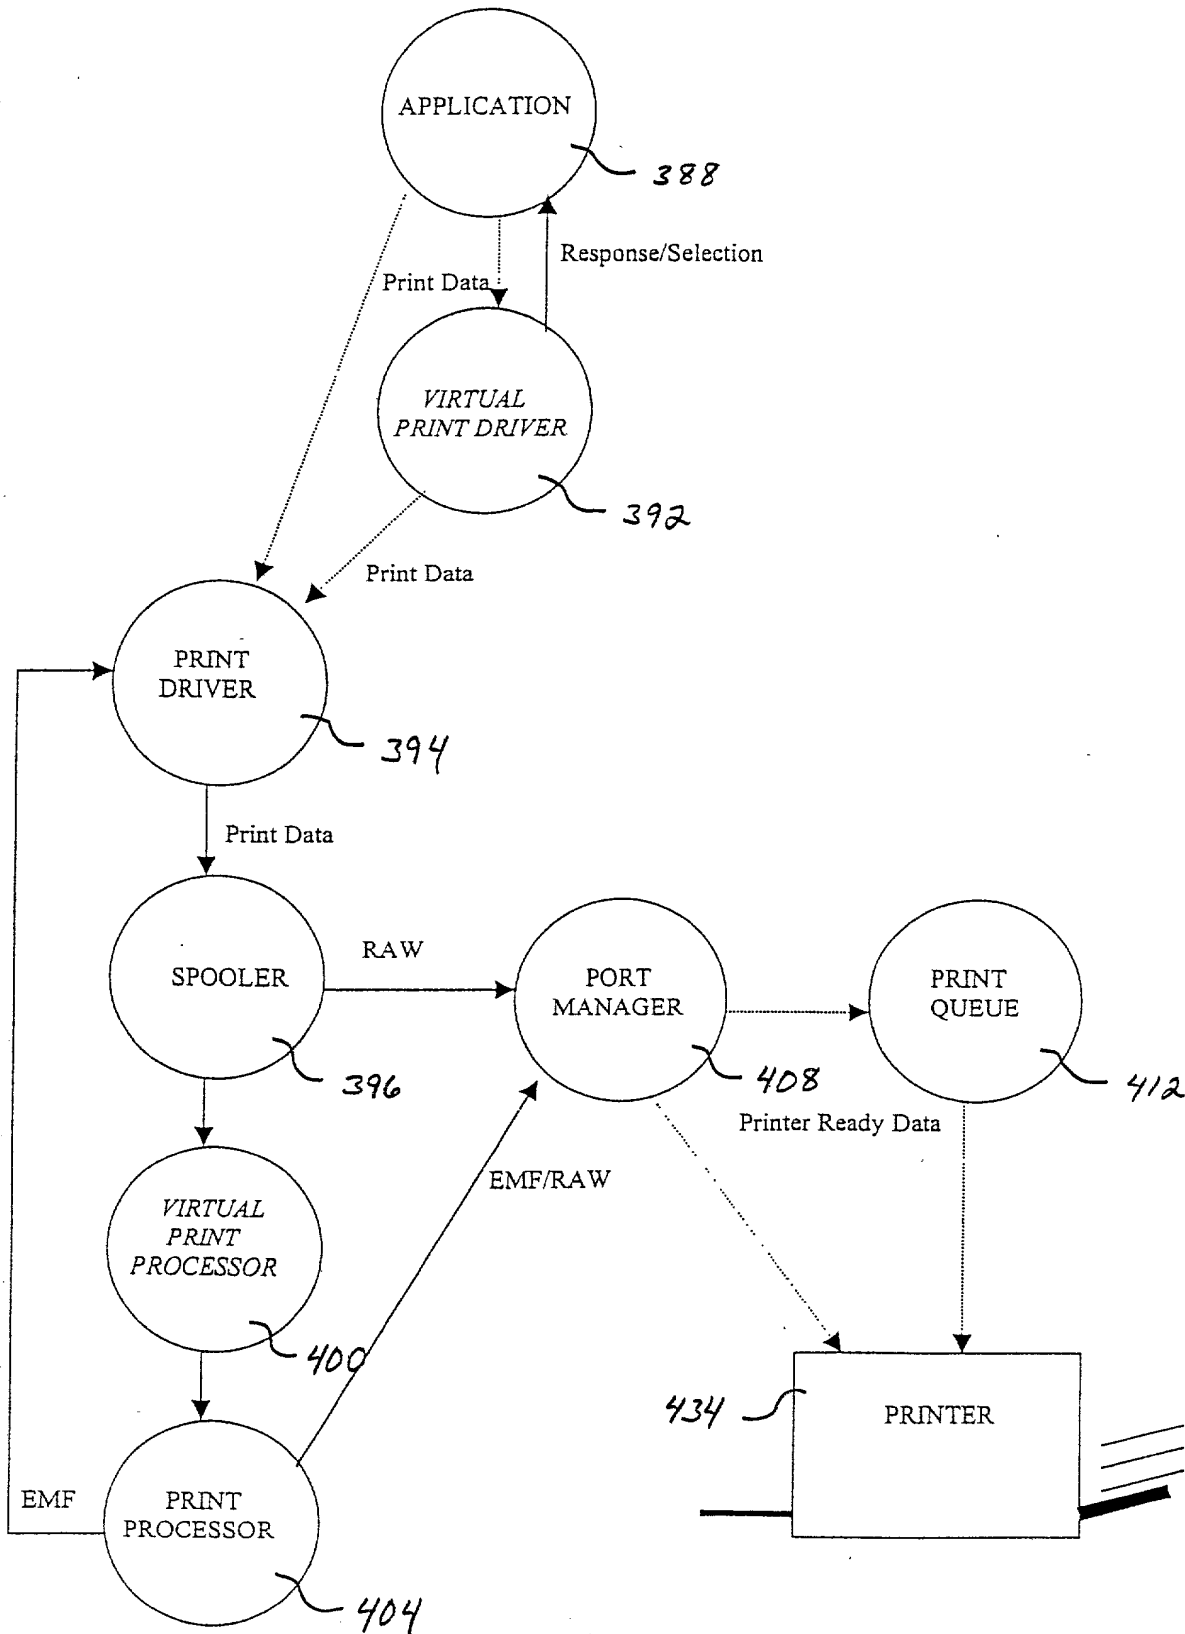 APPLICATION
388
Response/Selection
Print Data
VIRTUAL
PRINT DRIVER
392
Print Data
PRINT
DRIVER
394
Print Data
SPOOLER
396
RAW
PORT
MANAGER
408
PRINT
QUEUE
412
Printer Ready Data
EMF/RAW
VIRTUAL
PRINT
PROCESSOR
400
434
PRINTER
EMF
PRINT
PROCESSOR
404